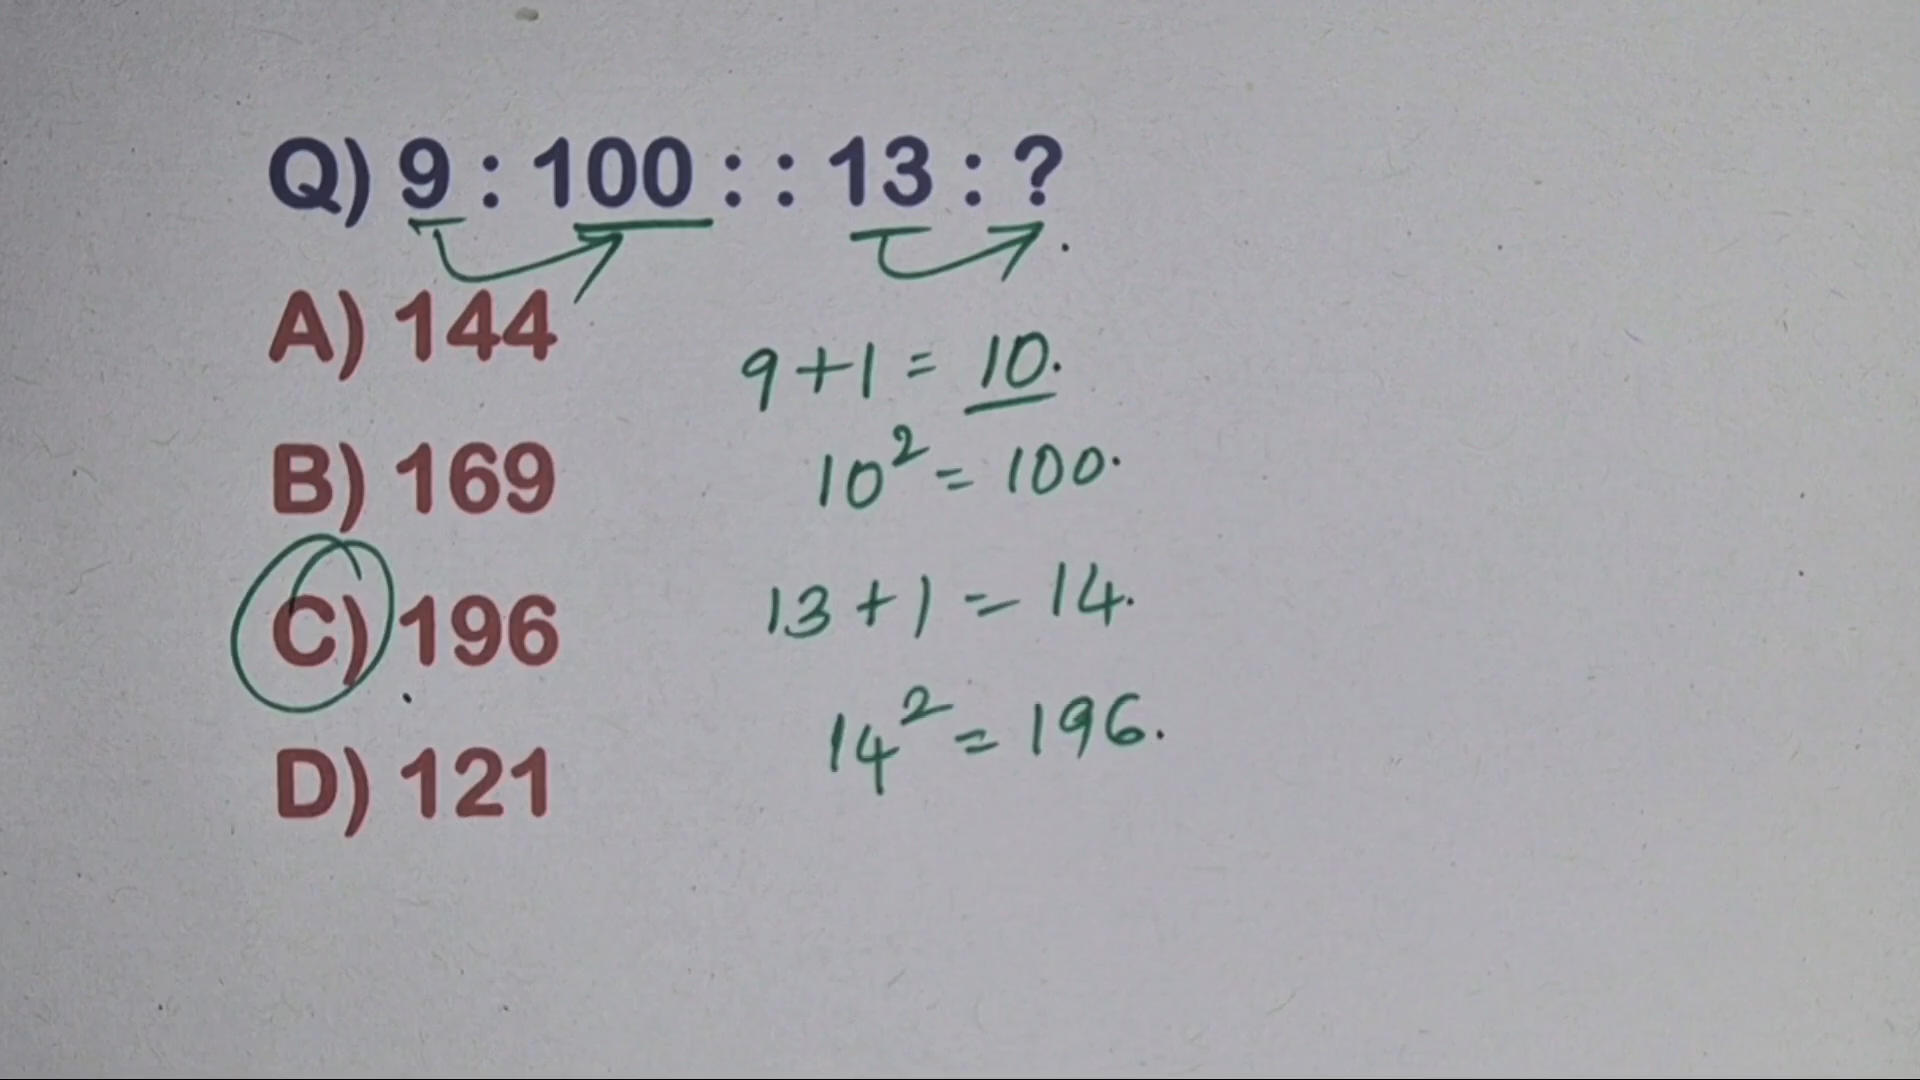 Q) 9 : 100 : : 13 : ?
A) 144
9 + 1 = 10.
B) 169
10² = 100.
C) 196
13 + 1 = 14.
D) 121
14² = 196.